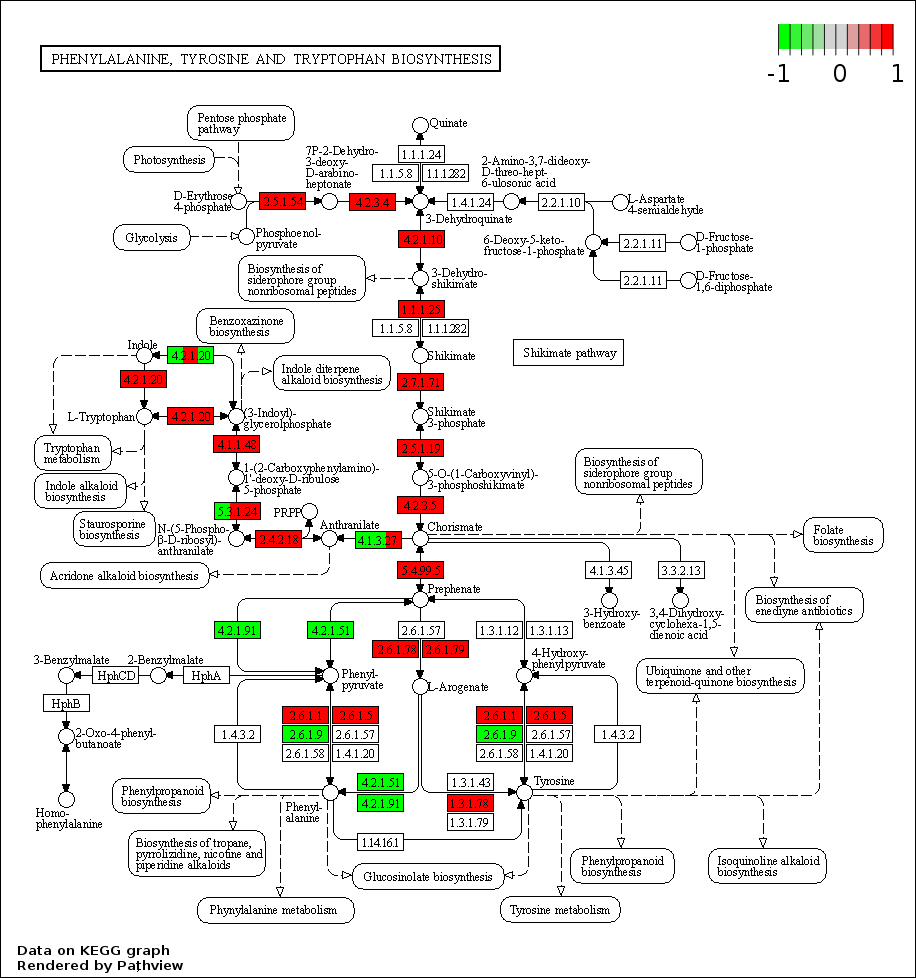 PHENYLALANINE, TYROSINE AND TRYPTOPHAN BIOSYNTHESIS
-1 0 1
Pentose phosphate
pathway
Photosynthesis
Glycolysis
D-Erythrose
4-phosphate
Phosphoenol-
pyruvate
2.5.1.54
7P-2-Dehydro-
3-deoxy-
D-arabino-
heptonate
4.2.3.4
Quinate
1.1.1.24
1.1.5.8
1.1.1.282
3-Dehydroquinate
1.4.1.24
2-Amino-3,7-dideoxy-
D-threo-hept-
6-ulosonic acid
2.2.1.10
L-Aspartate
4-semialdehyde
6-Deoxy-5-keto-
fructose-1-phosphate
2.2.1.11
D-Fructose-
1-phosphate
2.2.1.11
D-Fructose-
1,6-diphosphate
4.2.1.10
Biosynthesis of
siderophore group
nonribosomal peptides
3-Dehydro-
shikimate
1.1.1.25
1.1.5.8
1.1.1.282
Shikimate
Shikimate pathway
2.7.1.71
Shikimate
3-phosphate
2.5.1.19
5-O-(1-Carboxyvinyl)-
3-phosphoshikimate
4.2.3.5
Chorismate
Benzoxazinone
biosynthesis
Indole
4.2.1.20
4.2.1.20
Indole diterpene
alkaloid biosynthesis
L-Tryptophan
4.2.1.20
(3-Indoyl)-
glycerolphosphate
4.1.1.48
Tryptophan
metabolism
Indole alkaloid
biosynthesis
Staurosporine
biosynthesis
1-(2-Carboxyphenylamino)-
1'-deoxy-D-ribulose
5-phosphate
5.3.1.24
PRPP
N-(5-Phospho-
β-D-ribosyl)-
anthranilate
2.4.2.18
Anthranilate
4.1.3.27
Acridone alkaloid biosynthesis
Biosynthesis of
siderophore group
nonribosomal peptides
Folate
biosynthesis
4.1.3.45
3.3.2.13
3-Hydroxy-
benzoate
3,4-Dihydroxy-
cyclohexa-1,5-
dienoic acid
Biosynthesis of
enediyne antibiotics
Ubiquinone and other
terpenoid-quinone biosynthesis
5.4.99.5
Prephenate
4.2.1.91
4.2.1.51
2.6.1.57
2.6.1.78
2.6.1.79
1.3.1.12
1.3.1.13
3-Benzylmalate
2-Benzylmalate
HphCD
HphA
HphB
2-Oxo-4-phenyl-
butanoate
Homo-
phenylalanine
Phenyl-
pyruvate
L-Arogenate
4-Hydroxy-
phenylpyruvate
1.4.3.2
2.6.1.1
2.6.1.5
2.6.1.9
2.6.1.57
2.6.1.58
1.4.1.20
2.6.1.1
2.6.1.5
2.6.1.9
2.6.1.57
2.6.1.58
1.4.1.20
1.4.3.2
4.2.1.51
4.2.1.91
1.3.1.43
1.3.1.78
1.3.1.79
Tyrosine
Phenyl-
alanine
1.14.16.1
Phenylpropanoid
biosynthesis
Biosynthesis of tropane,
pyrrolizidine, nicotine and
piperidine alkaloids
Glucosinolate biosynthesis
Phynylalanine metabolism
Tyrosine metabolism
Phenylpropanoid
biosynthesis
Isoquinoline alkaloid
biosynthesis
Data on KEGG graph
Rendered by Pathview